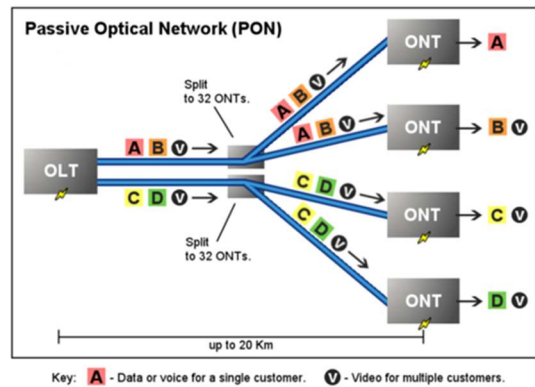 Passive Optical Network (PON)
Split
to 32 ONTs.
OLT
A B V
C D V
Split
to 32 ONTs.
A B V
A B V
C D V
C D V
ONT
A
ONT
B V
ONT
C V
ONT
D V
up to 20 Km
Key: A - Data or voice for a single customer. V - Video for multiple customers.